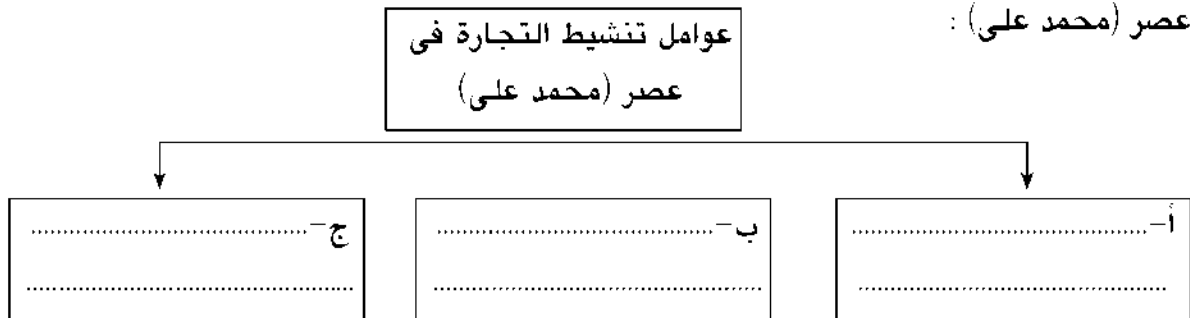 عصر (محمد على) :
عوامل تنشيط التجارة فى
عصر (محمد على)
أ- ........................................
ب- ........................................
ج- ........................................